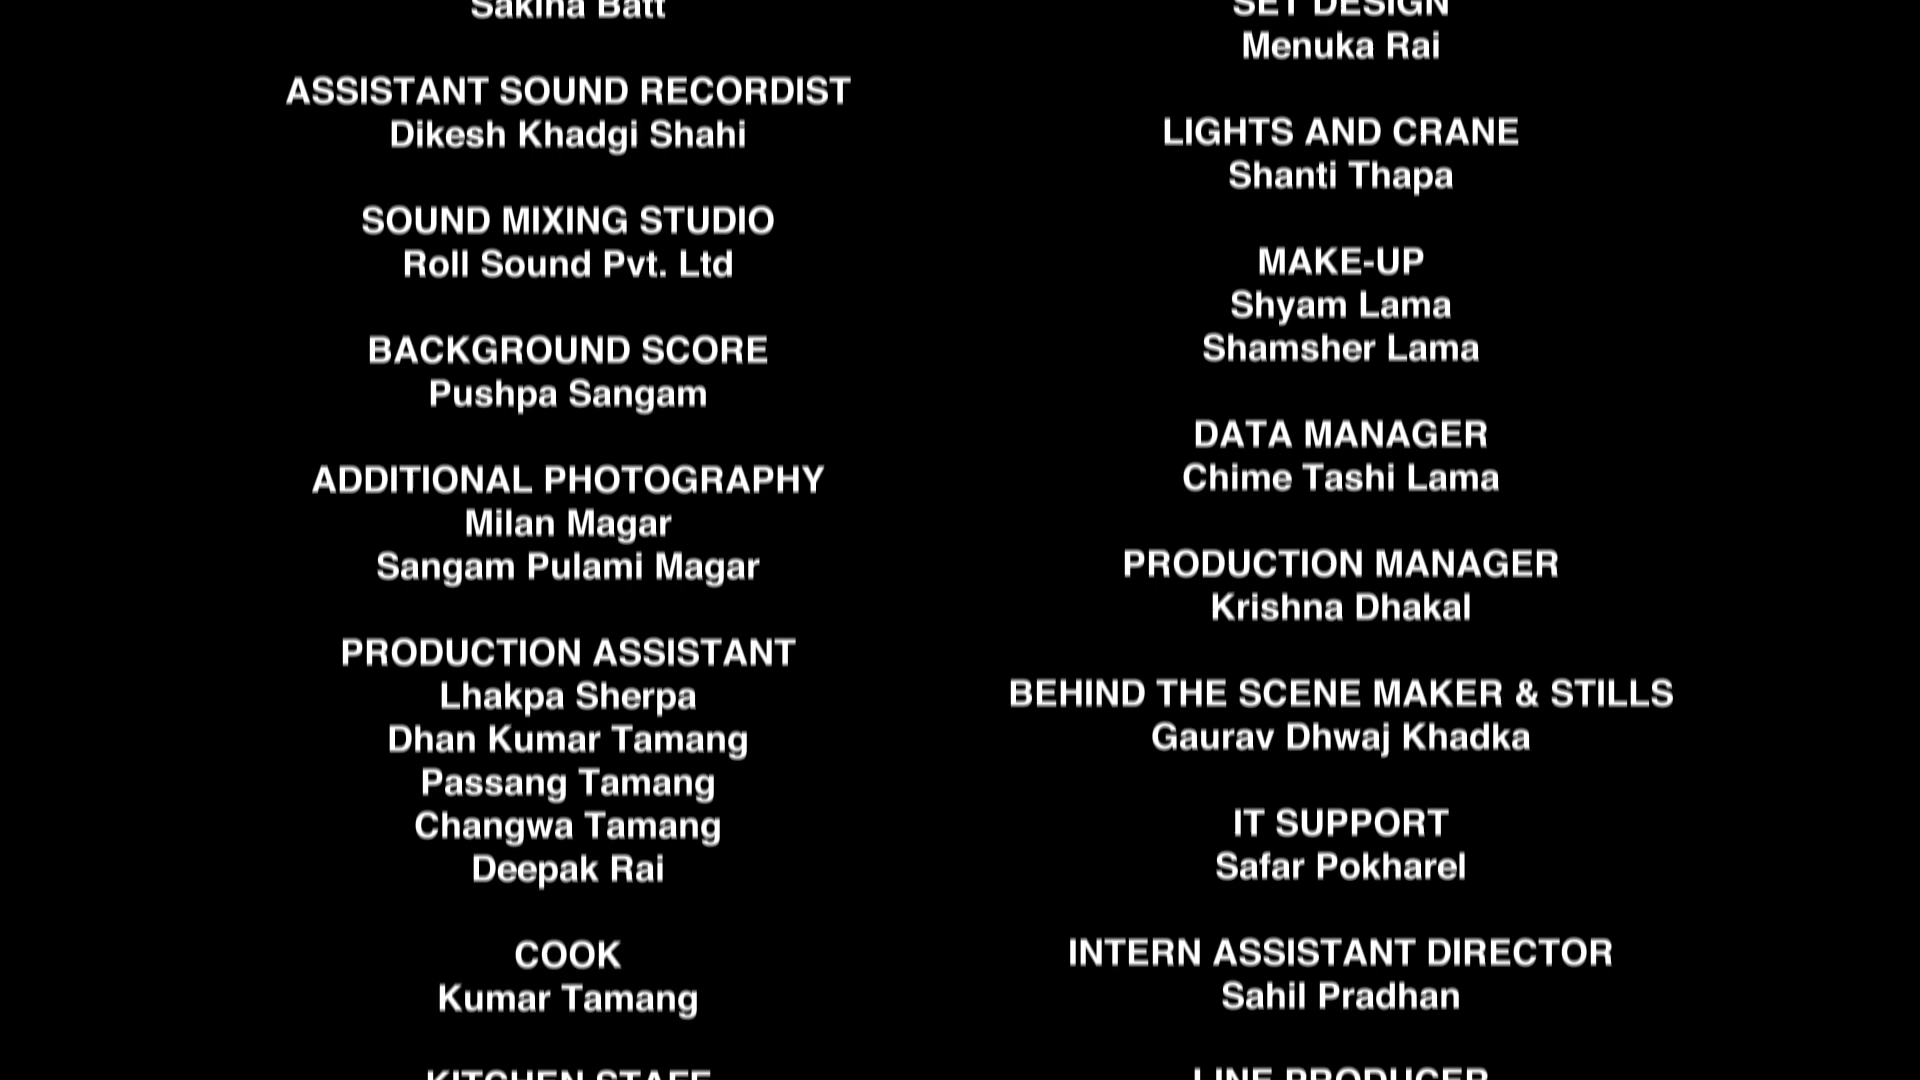 Sakina Batt
ASSISTANT SOUND RECORDIST
Dikesh Khadgi Shahi
SOUND MIXING STUDIO
Roll Sound Pvt. Ltd
BACKGROUND SCORE
Pushpa Sangam
ADDITIONAL PHOTOGRAPHY
Milan Magar
Sangam Pulami Magar
PRODUCTION ASSISTANT
Lhakpa Sherpa
Dhan Kumar Tamang
Passang Tamang
Changwa Tamang
Deepak Rai
COOK
Kumar Tamang
KITCHEN STAFF
SET DESIGN
Menuka Rai
LIGHTS AND CRANE
Shanti Thapa
MAKE-UP
Shyam Lama
Shamsher Lama
DATA MANAGER
Chime Tashi Lama
PRODUCTION MANAGER
Krishna Dhakal
BEHIND THE SCENE MAKER & STILLS
Gaurav Dhwaj Khadka
IT SUPPORT
Safar Pokharel
INTERN ASSISTANT DIRECTOR
Sahil Pradhan
LINE PRODUCER